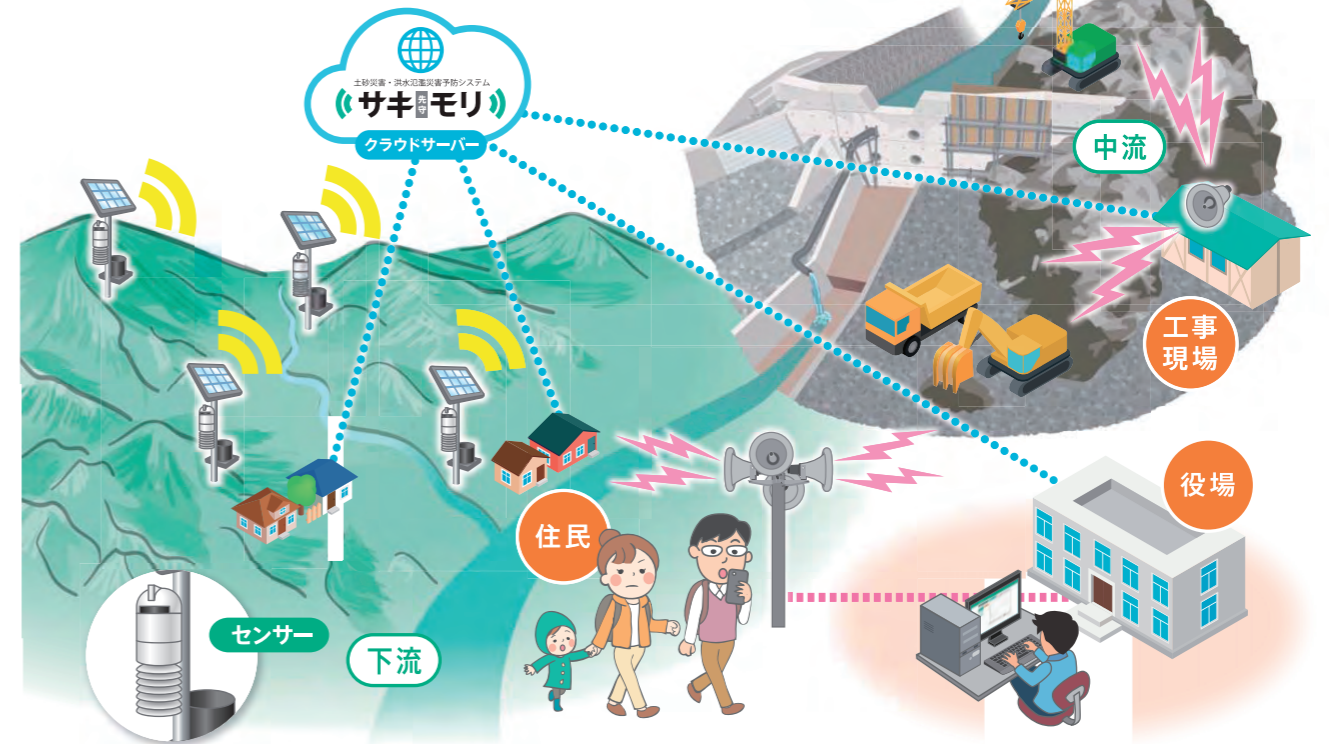 土砂災害・洪水氾濫災害予防システム
サキ先守モリ
クラウドサーバー
中流
工事
現場
役場
住民
センサー
下流